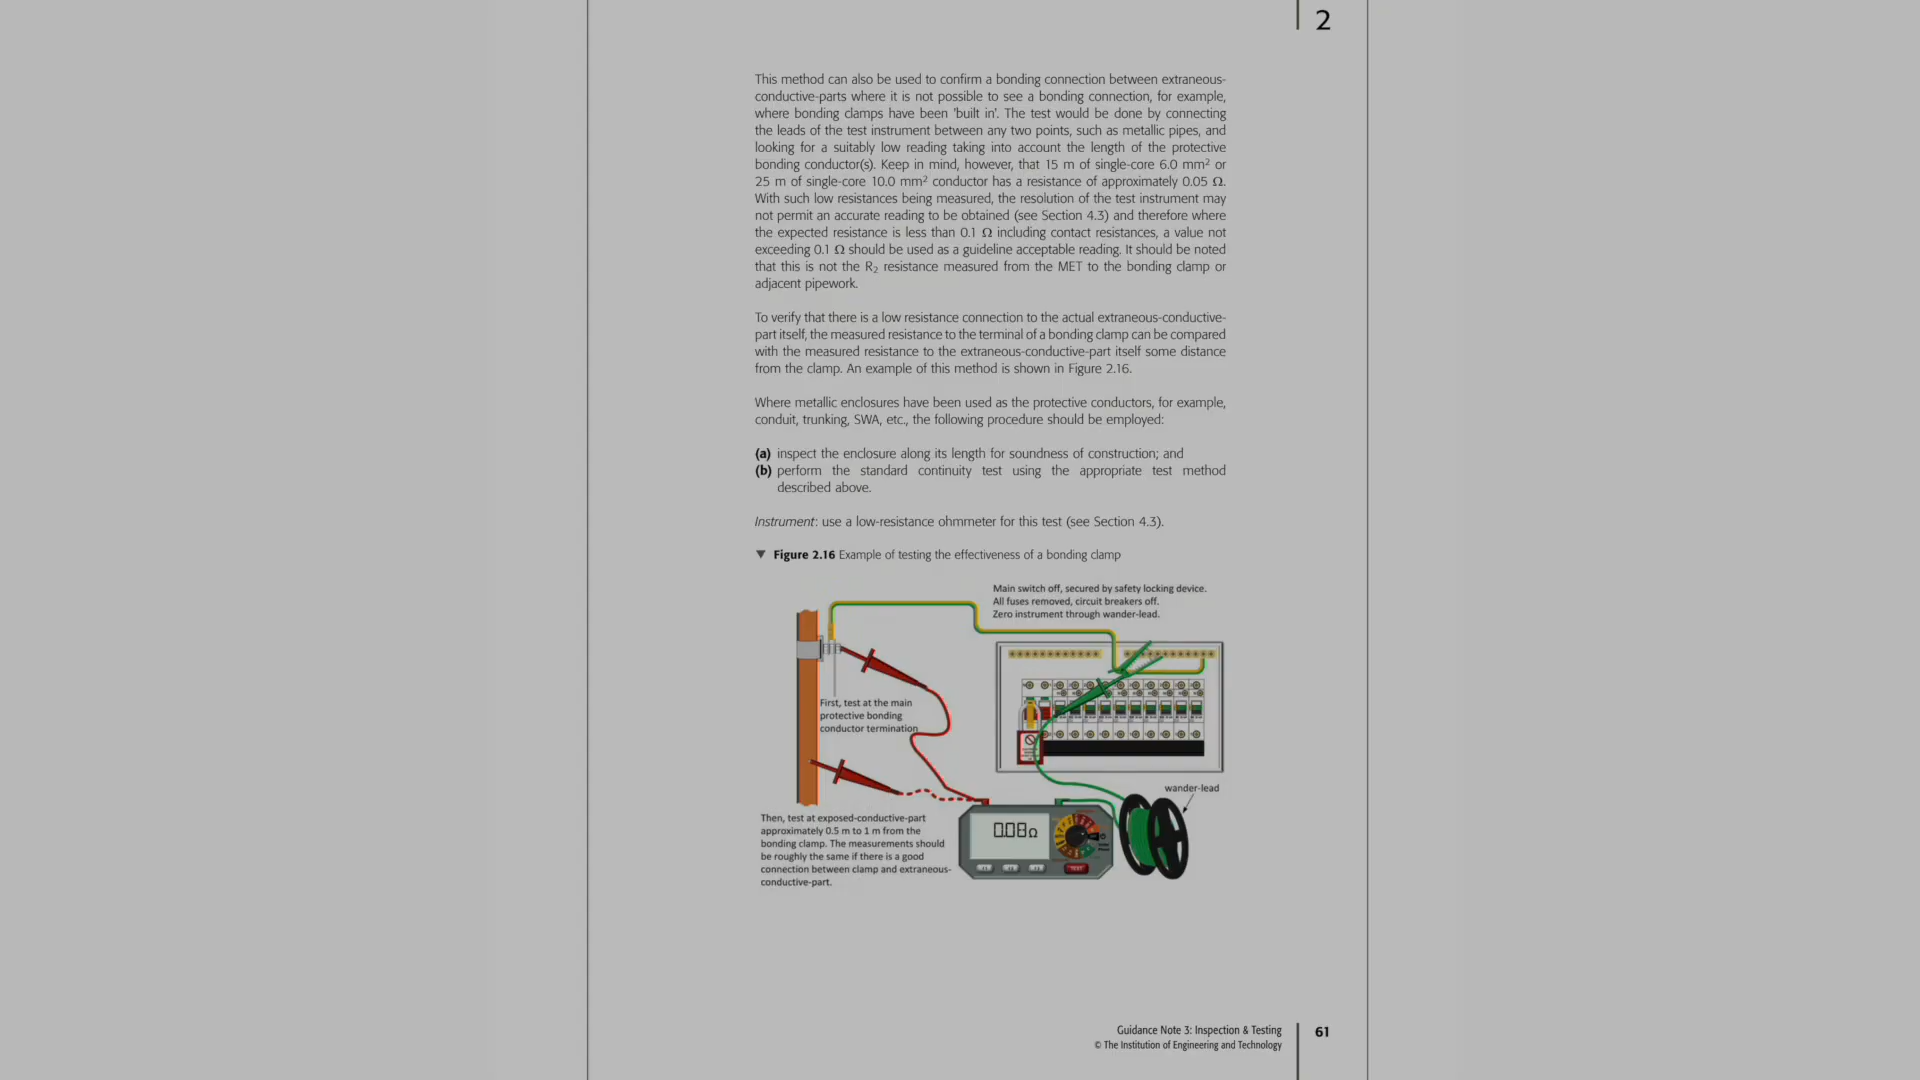 2
This method can also be used to confirm a bonding connection between extraneous-
conductive-parts where it is not possible to see a bonding connection, for example,
where bonding clamps have been 'built in'. The test would be done by connecting
the leads of the test instrument between any two points, such as metallic pipes, and
looking for a suitably low reading taking into account the length of the protective
bonding conductor(s). Keep in mind, however, that 15 m of single-core 6.0 mm² or
25 m of single-core 10.0 mm² conductor has a resistance of approximately 0.05 Ω.
With such low resistances being measured, the resolution of the test instrument may
not permit an accurate reading to be obtained (see Section 4.3) and therefore where
the expected resistance is less than 0.1 Ω including contact resistances, a value not
exceeding 0.1 Ω should be used as a guideline acceptable reading. It should be noted
that this is not the R₂ resistance measured from the MET to the bonding clamp or
adjacent pipework.
To verify that there is a low resistance connection to the actual extraneous-conductive-
part itself, the measured resistance to the terminal of a bonding clamp can be compared
with the measured resistance to the extraneous-conductive-part itself some distance
from the clamp. An example of this method is shown in Figure 2.16.
Where metallic enclosures have been used as the protective conductors, for example,
conduit, trunking, SWA, etc., the following procedure should be employed:
(a) inspect the enclosure along its length for soundness of construction; and
(b) perform the standard continuity test using the appropriate test method
described above.
Instrument: use a low-resistance ohmmeter for this test (see Section 4.3).
▼ Figure 2.16 Example of testing the effectiveness of a bonding clamp
Main switch off, secured by safety locking device.
All fuses removed, circuit breakers off.
Zero instrument through wander-lead.
First, test at the main
protective bonding
conductor termination
wander-lead
Then, test at exposed-conductive-part
approximately 0.5 m to 1 m from the
bonding clamp. The measurements should
be roughly the same if there is a good
connection between clamp and extraneous-
conductive-part.
0.08Ω
TEST
Guidance Note 3: Inspection & Testing
© The Institution of Engineering and Technology
61